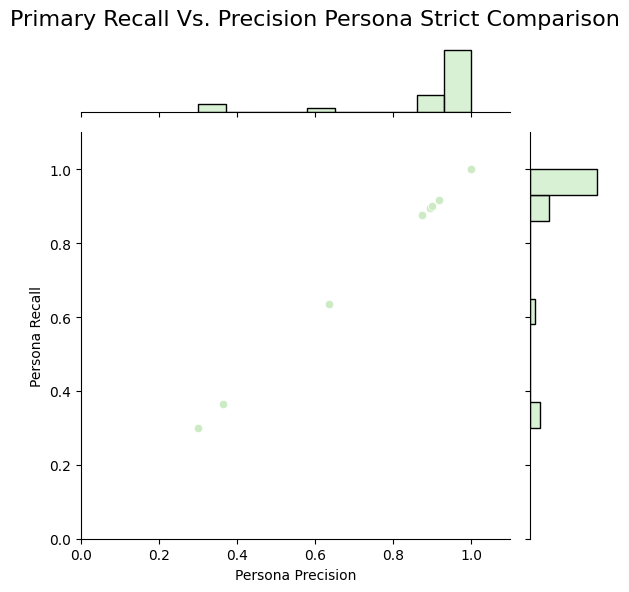 Primary Recall Vs. Precision Persona Strict Comparison
1.0
0.8
0.6
0.4
0.2
0.0
Persona Recall
0.0 0.2 0.4 0.6 0.8 1.0
Persona Precision